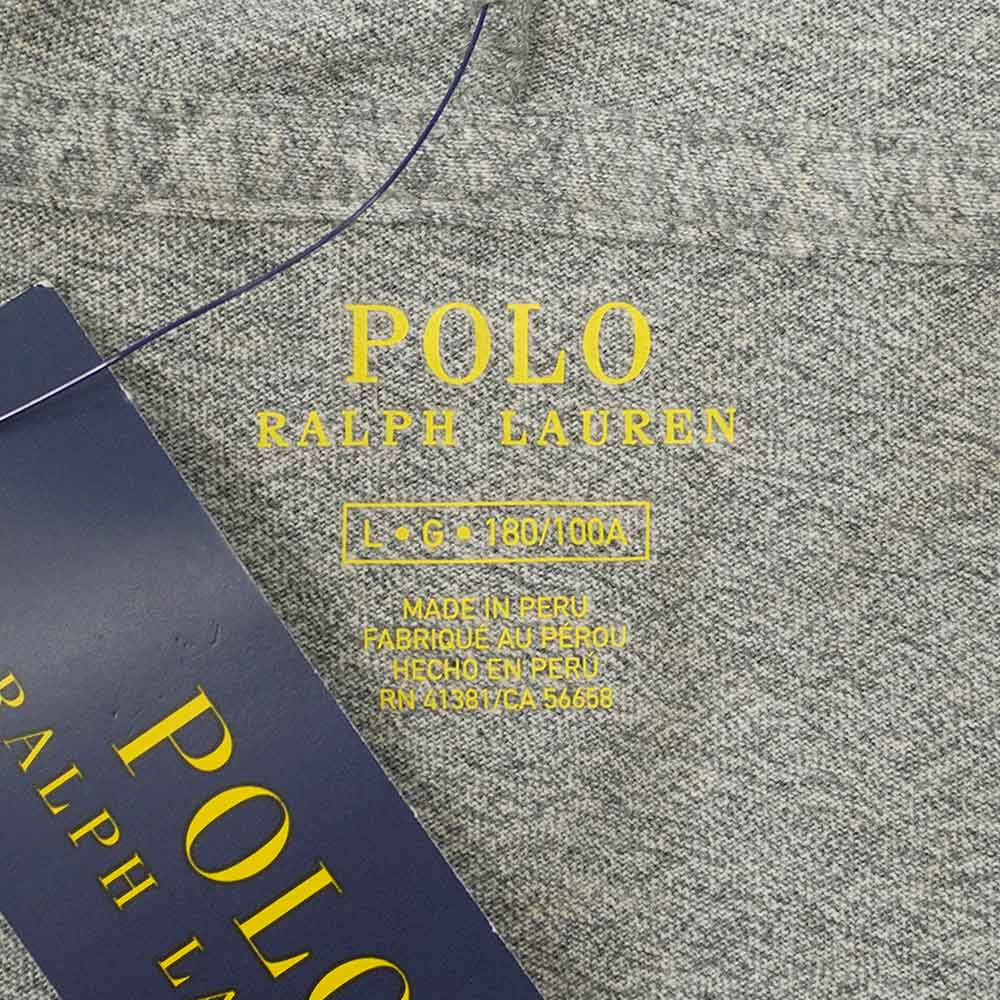 POLO
RALPH LAUREN
L • G • 180/100A
MADE IN PERU
FABRIQUÉ AU PÉROU
HECHO EN PERÚ
RN 41381/CA 56658
POLO
RALPH LA